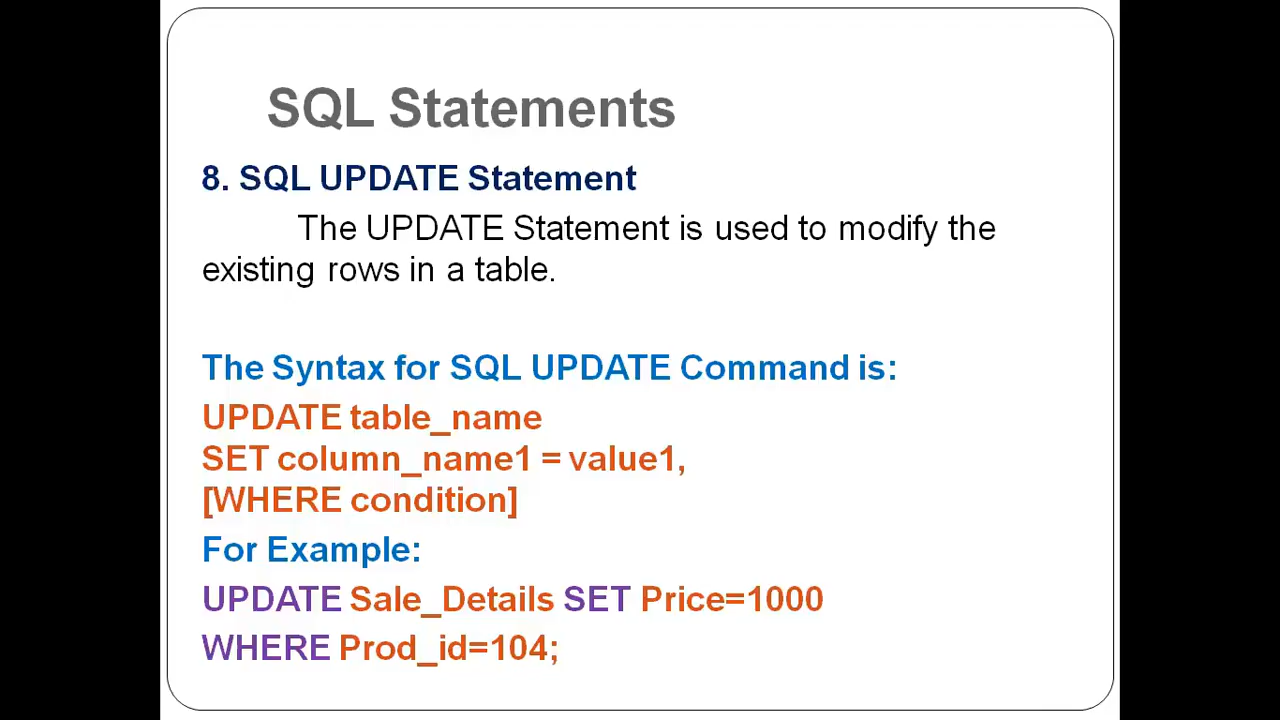 SQL Statements
8. SQL UPDATE Statement
The UPDATE Statement is used to modify the
existing rows in a table.
The Syntax for SQL UPDATE Command is:
UPDATE table_name
SET column_name1 = value1,
[WHERE condition]
For Example:
UPDATE Sale_Details SET Price=1000
WHERE Prod_id=104;